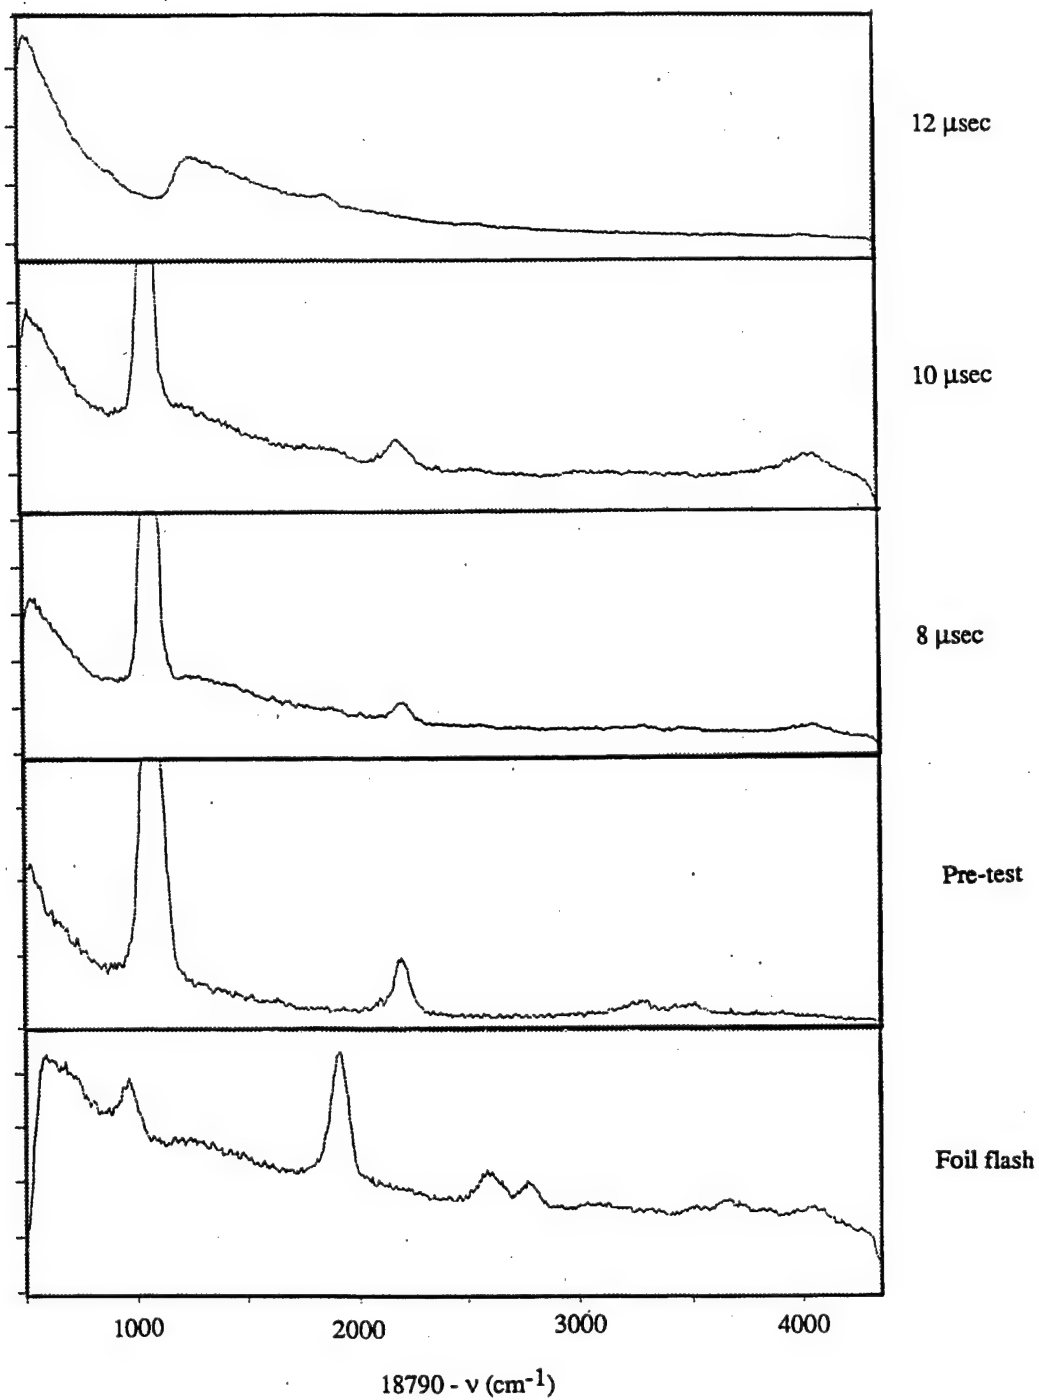 12 μsec
10 μsec
8 μsec
Pre-test
Foil flash
1000 2000 3000 4000
18790 - ν (cm-1)